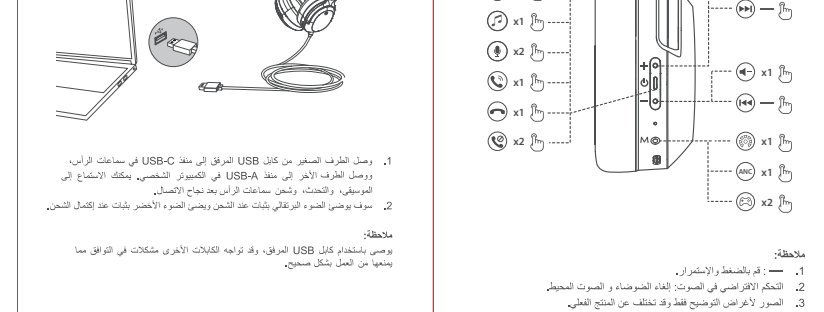 x1
x2
x1
x1
x2
+
−
M
x1
x1
ANC x1
x2
ملاحظة:
1. — : قم بالضغط والإستمرار.
2. التحكم الافتراضي في الصوت: إلغاء الضوضاء و الصوت المحيط.
3. الصور لأغراض التوضيح فقط وقد تختلف عن المنتج الفعلي.
1. وصل الطرف الصغير من كابل USB المرفق إلى منفذ USB-C في سماعات الرأس،
ووصل الطرف الأخر إلى منفذ USB-A في الكمبيوتر الشخصي. يمكنك الاستماع إلى
الموسيقى، والتحدث، وشحن سماعات الرأس بعد نجاح الاتصال.
2. سوف يوضئ الضوء البرتقالي بثبات عند الشحن ويضئ الضوء الأخضر بثبات عند إكتمال الشحن.
ملاحظة:
يوصى باستخدام كابل USB المرفق، وقد تواجه الكابلات الأخرى مشكلات في التوافق مما
يمنعها من العمل بشكل صحيح.